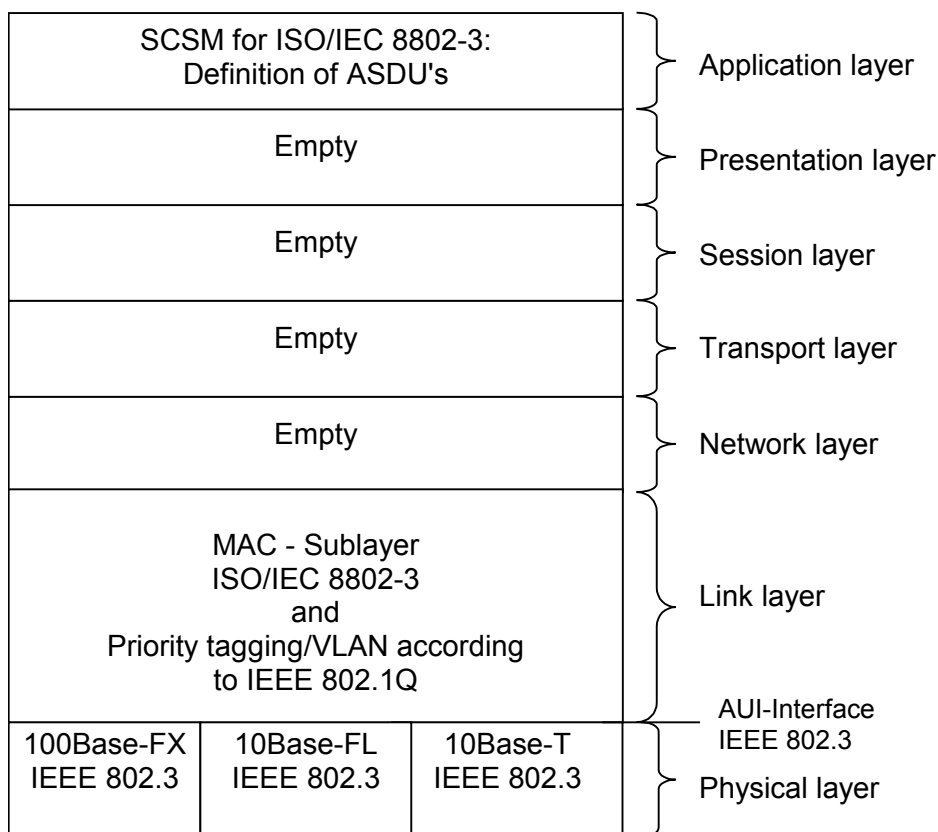 SCSM for ISO/IEC 8802-3:
Definition of ASDU's
Application layer
Empty
Presentation layer
Empty
Session layer
Empty
Transport layer
Empty
Network layer
MAC - Sublayer
ISO/IEC 8802-3
and
Priority tagging/VLAN according
to IEEE 802.1Q
Link layer
AUI-Interface
IEEE 802.3
100Base-FX
IEEE 802.3
10Base-FL
IEEE 802.3
10Base-T
IEEE 802.3
Physical layer